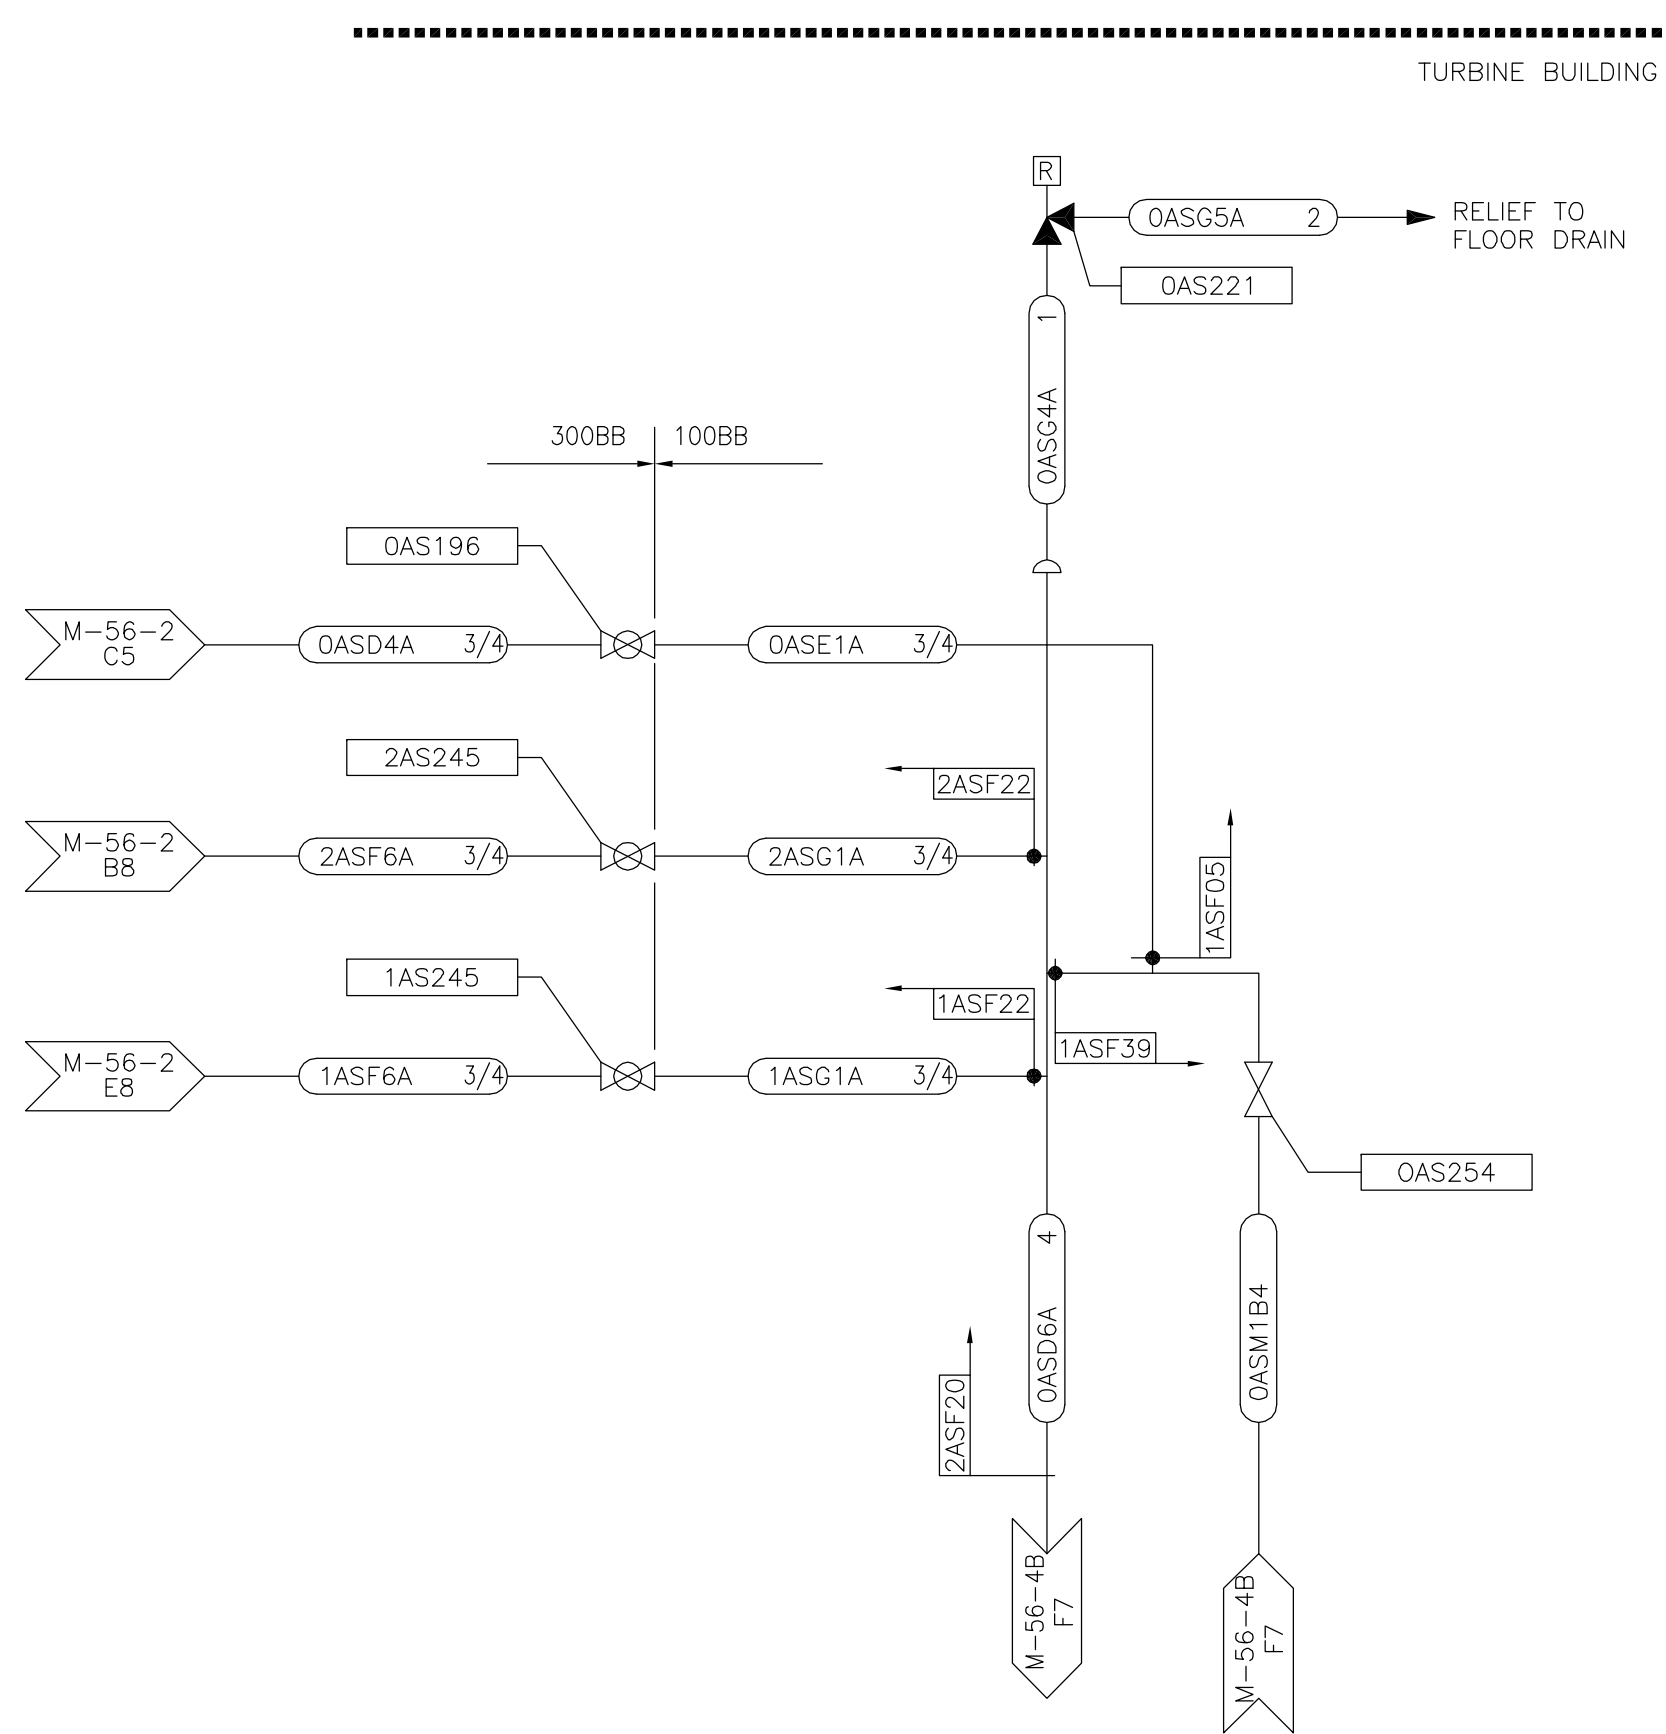 TURBINE BUILDING
R
0ASG5A 2
RELIEF TO
FLOOR DRAIN
0AS221
0ASG4A 1
300BB 100BB
0AS196
M-56-2
C5
0ASD4A 3/4
0ASE1A 3/4
2AS245
2ASF22
M-56-2
B8
2ASF6A 3/4
2ASG1A 3/4
1ASF05
1AS245
1ASF22
1ASF39
M-56-2
E8
1ASF6A 3/4
1ASG1A 3/4
0AS254
0ASD6A 4
0ASM1B4
2ASF20
M-56-4B
F7
M-56-4B
F7